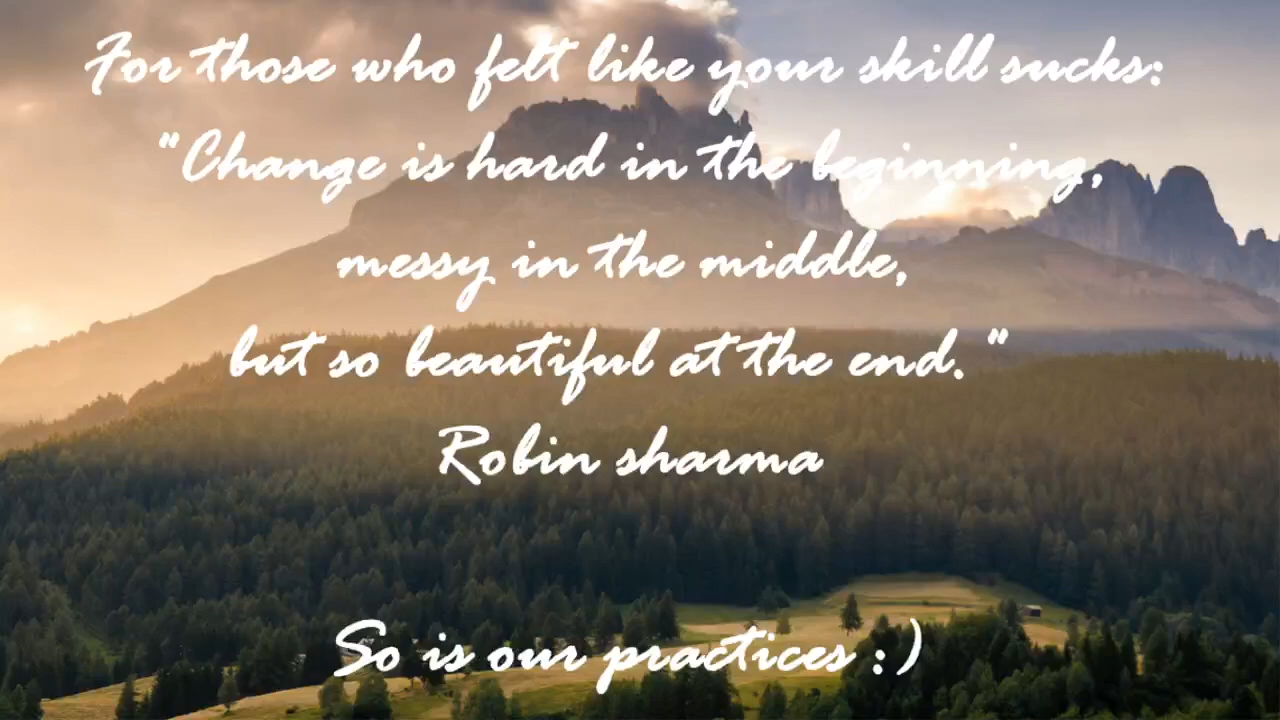 For those who felt like your skill sucks:
“Change is hard in the beginning,
messy in the middle,
but so beautiful at the end.”
Robin sharma
So is our practices :)